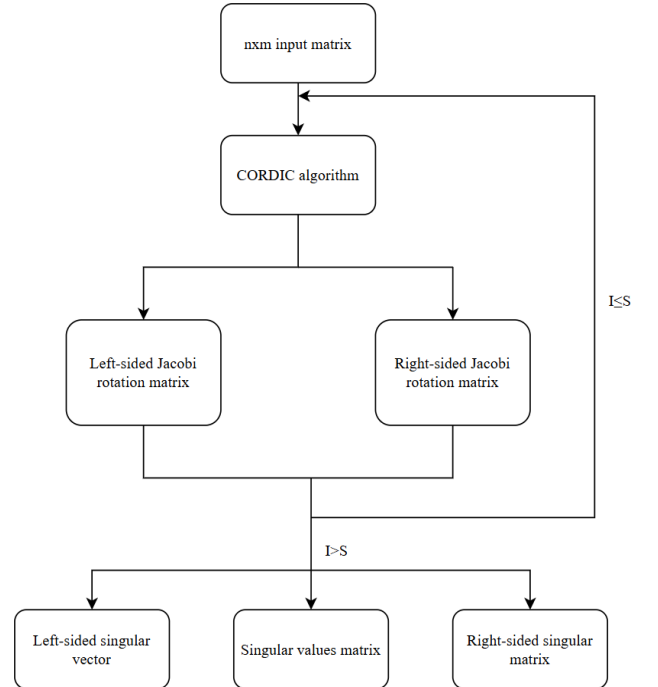 nxm input matrix
CORDIC algorithm
I≤S
Left-sided Jacobi
rotation matrix
Right-sided Jacobi
rotation matrix
I>S
Left-sided singular
vector
Singular values matrix
Right-sided singular
matrix